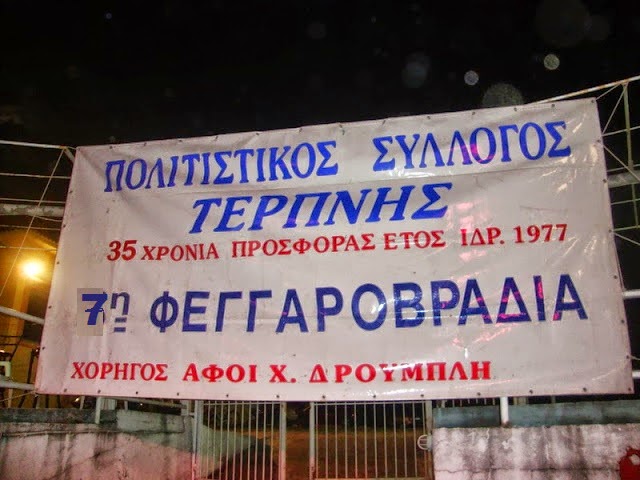 ΠΟΛΙΤΙΣΤΙΚΟΣ ΣΥΛΛΟΓΟΣ
ΤΕΡΠΝΗΣ
35 ΧΡΟΝΙΑ ΠΡΟΣΦΟΡΑΣ ΕΤΟΣ ΙΔΡ. 1977
7η ΦΕΓΓΑΡΟΒΡΑΔΙΑ
ΧΟΡΗΓΟΣ ΑΦΟΙ Χ. ΔΡΟΥΜΠΛΗ